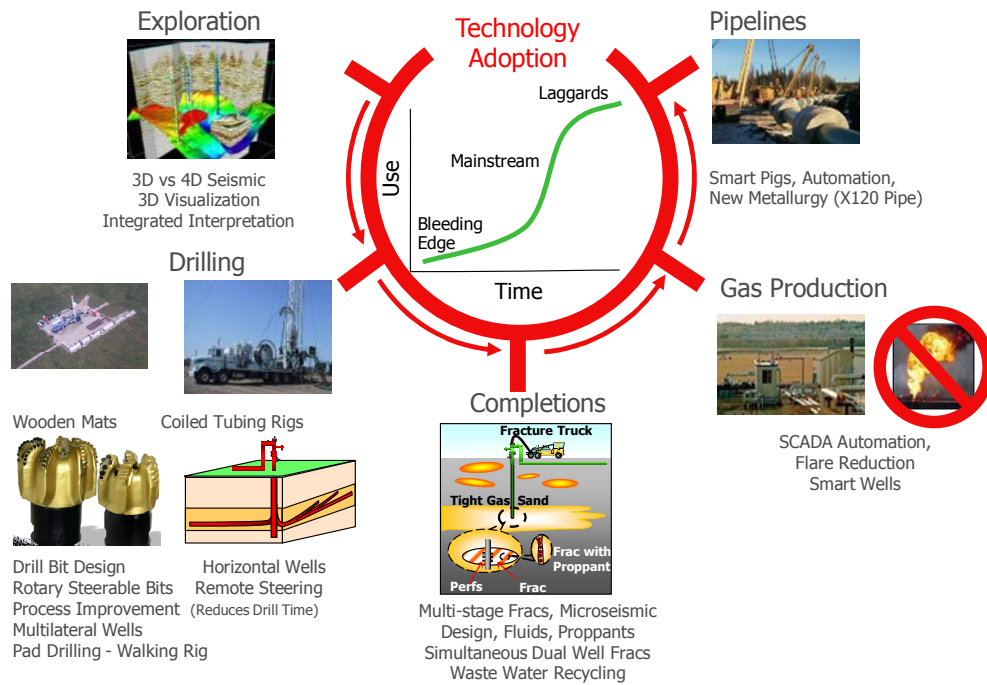 Exploration
3D vs 4D Seismic
3D Visualization
Integrated Interpretation
Technology
Adoption
Laggards
Mainstream
Bleeding
Edge
Use
Time
Pipelines
Smart Pigs, Automation,
New Metallurgy (X120 Pipe)
Drilling
Wooden Mats
Coiled Tubing Rigs
Drill Bit Design
Rotary Steerable Bits
Process Improvement
Multilateral Wells
Pad Drilling - Walking Rig
Horizontal Wells
Remote Steering
(Reduces Drill Time)
Completions
Fracture Truck
Tight Gas Sand
Frac with
Proppant
Perfs
Frac
Multi-stage Fracs, Microseismic
Design, Fluids, Proppants
Simultaneous Dual Well Fracs
Waste Water Recycling
Gas Production
SCADA Automation,
Flare Reduction
Smart Wells